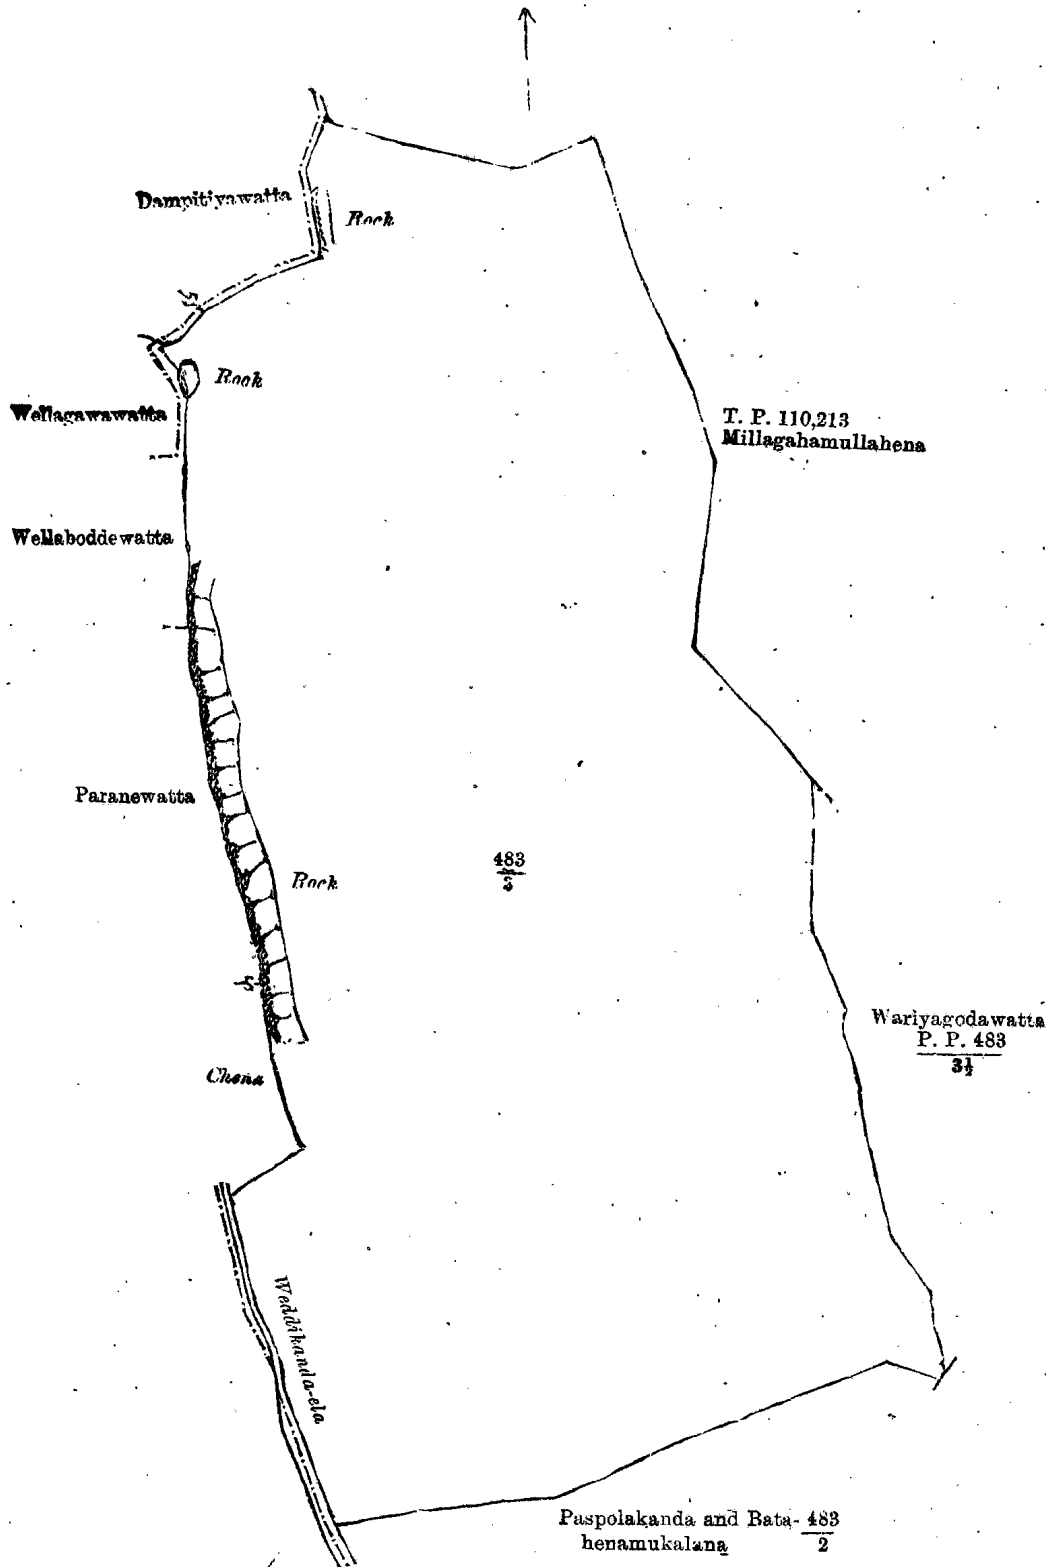 Dampitiyawatta
Rock
Rock
Wellagawawatta
T. P. 110,213
Millagahamullahena
Wellaboddewatta
Paranewatta
483
Rock
Wariyagodawatta
P. P. 483
3½
Chena
Weddikanda-ela
Paspolakanda and Bata- 483
henamukalana 2